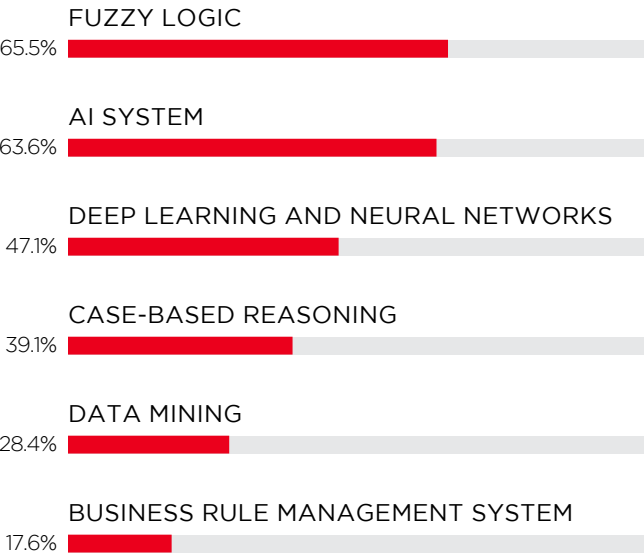 FUZZY LOGIC
65.5%
AI SYSTEM
63.6%
DEEP LEARNING AND NEURAL NETWORKS
47.1%
CASE-BASED REASONING
39.1%
DATA MINING
28.4%
BUSINESS RULE MANAGEMENT SYSTEM
17.6%